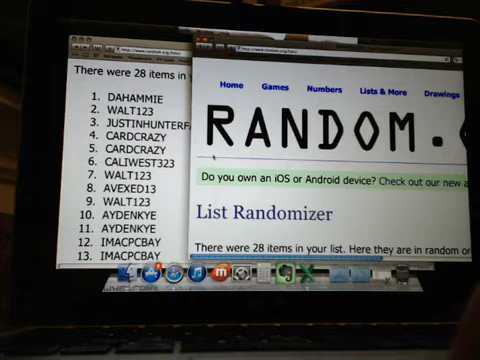 There were 28 items in y
1. DAHAMMIE
2. WALT123
3. JUSTINHUNTERFA
4. CARDCRAZY
5. CARDCRAZY
6. CALIWEST323
7. WALT123
8. AVEXED13
9. WALT123
10. AYDENKYE
11. AYDENKYE
12. IMACPCBAY
13. IMACPCBAY
Home Games Numbers Lists & More Drawings
RANDOM.
Do you own an iOS or Android device? Check out our new a
List Randomizer
There were 28 items in your list. Here they are in random or